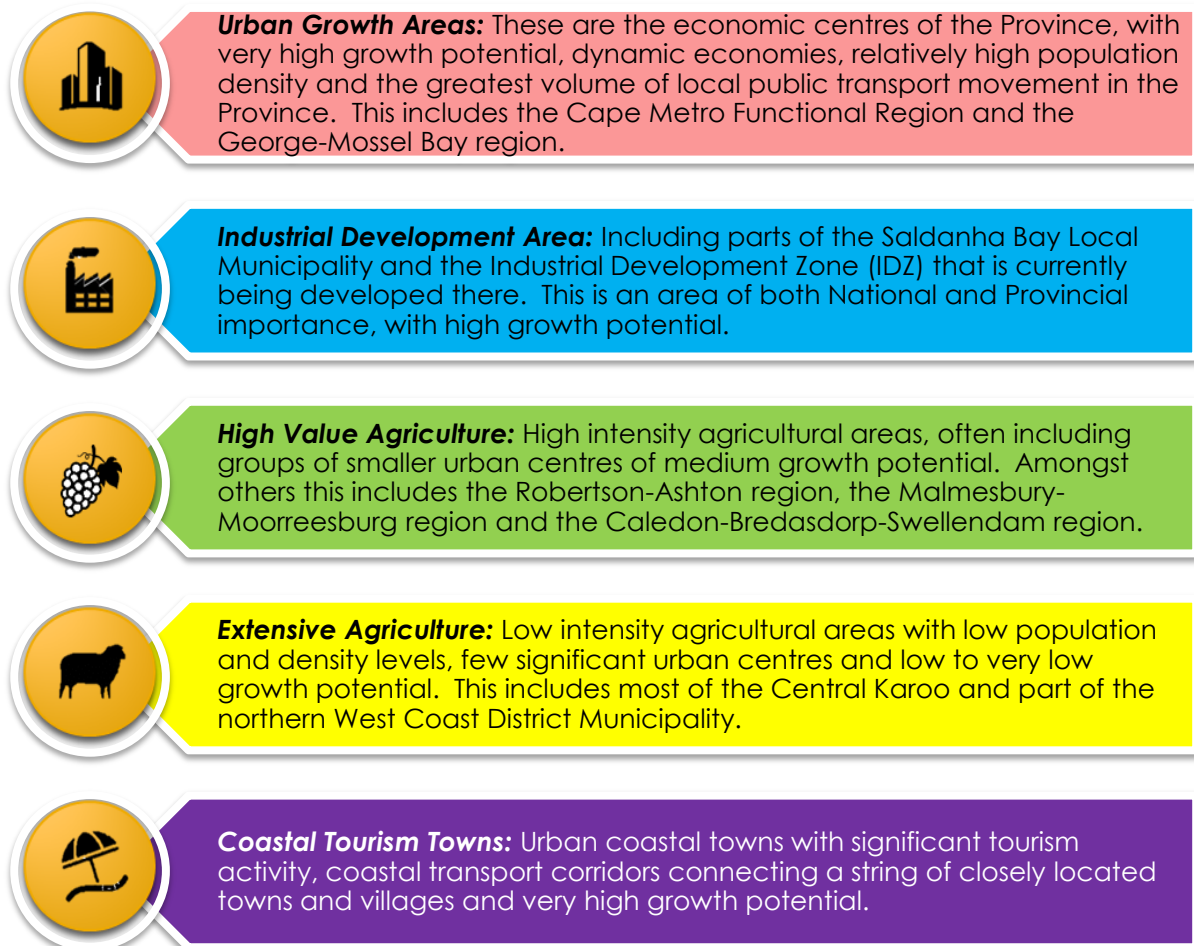 Urban Growth Areas: These are the economic centres of the Province, with
very high growth potential, dynamic economies, relatively high population
density and the greatest volume of local public transport movement in the
Province. This includes the Cape Metro Functional Region and the
George-Mossel Bay region.
Industrial Development Area: Including parts of the Saldanha Bay Local
Municipality and the Industrial Development Zone (IDZ) that is currently
being developed there. This is an area of both National and Provincial
importance, with high growth potential.
High Value Agriculture: High intensity agricultural areas, often including
groups of smaller urban centres of medium growth potential. Amongst
others this includes the Robertson-Ashton region, the Malmesbury-
Moorreesburg region and the Caledon-Bredasdorp-Swellendam region.
Extensive Agriculture: Low intensity agricultural areas with low population
and density levels, few significant urban centres and low to very low
growth potential. This includes most of the Central Karoo and part of the
northern West Coast District Municipality.
Coastal Tourism Towns: Urban coastal towns with significant tourism
activity, coastal transport corridors connecting a string of closely located
towns and villages and very high growth potential.